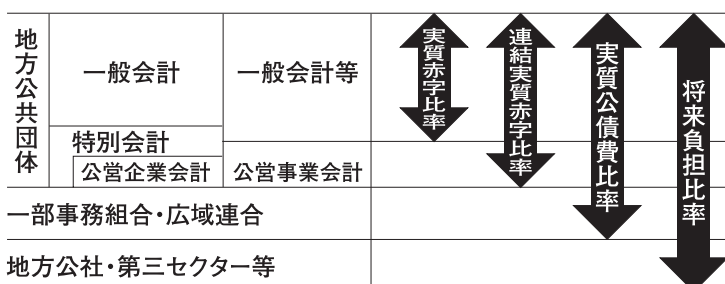 地方公共団体
一般会計
一般会計等
特別会計
公営企業会計
公営事業会計
一部事務組合・広域連合
地方公社・第三セクター等
実質赤字比率
連結実質赤字比率
実質公債費比率
将来負担比率